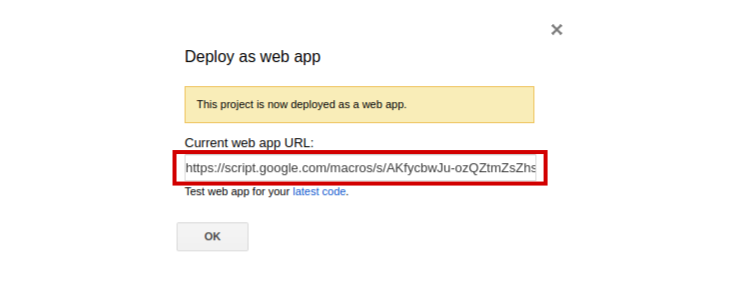 Deploy as web app
This project is now deployed as a web app.
Current web app URL:
https://script.google.com/macros/s/AKfycbwJu-ozQZtmZsZhs
Test web app for your latest code.
OK